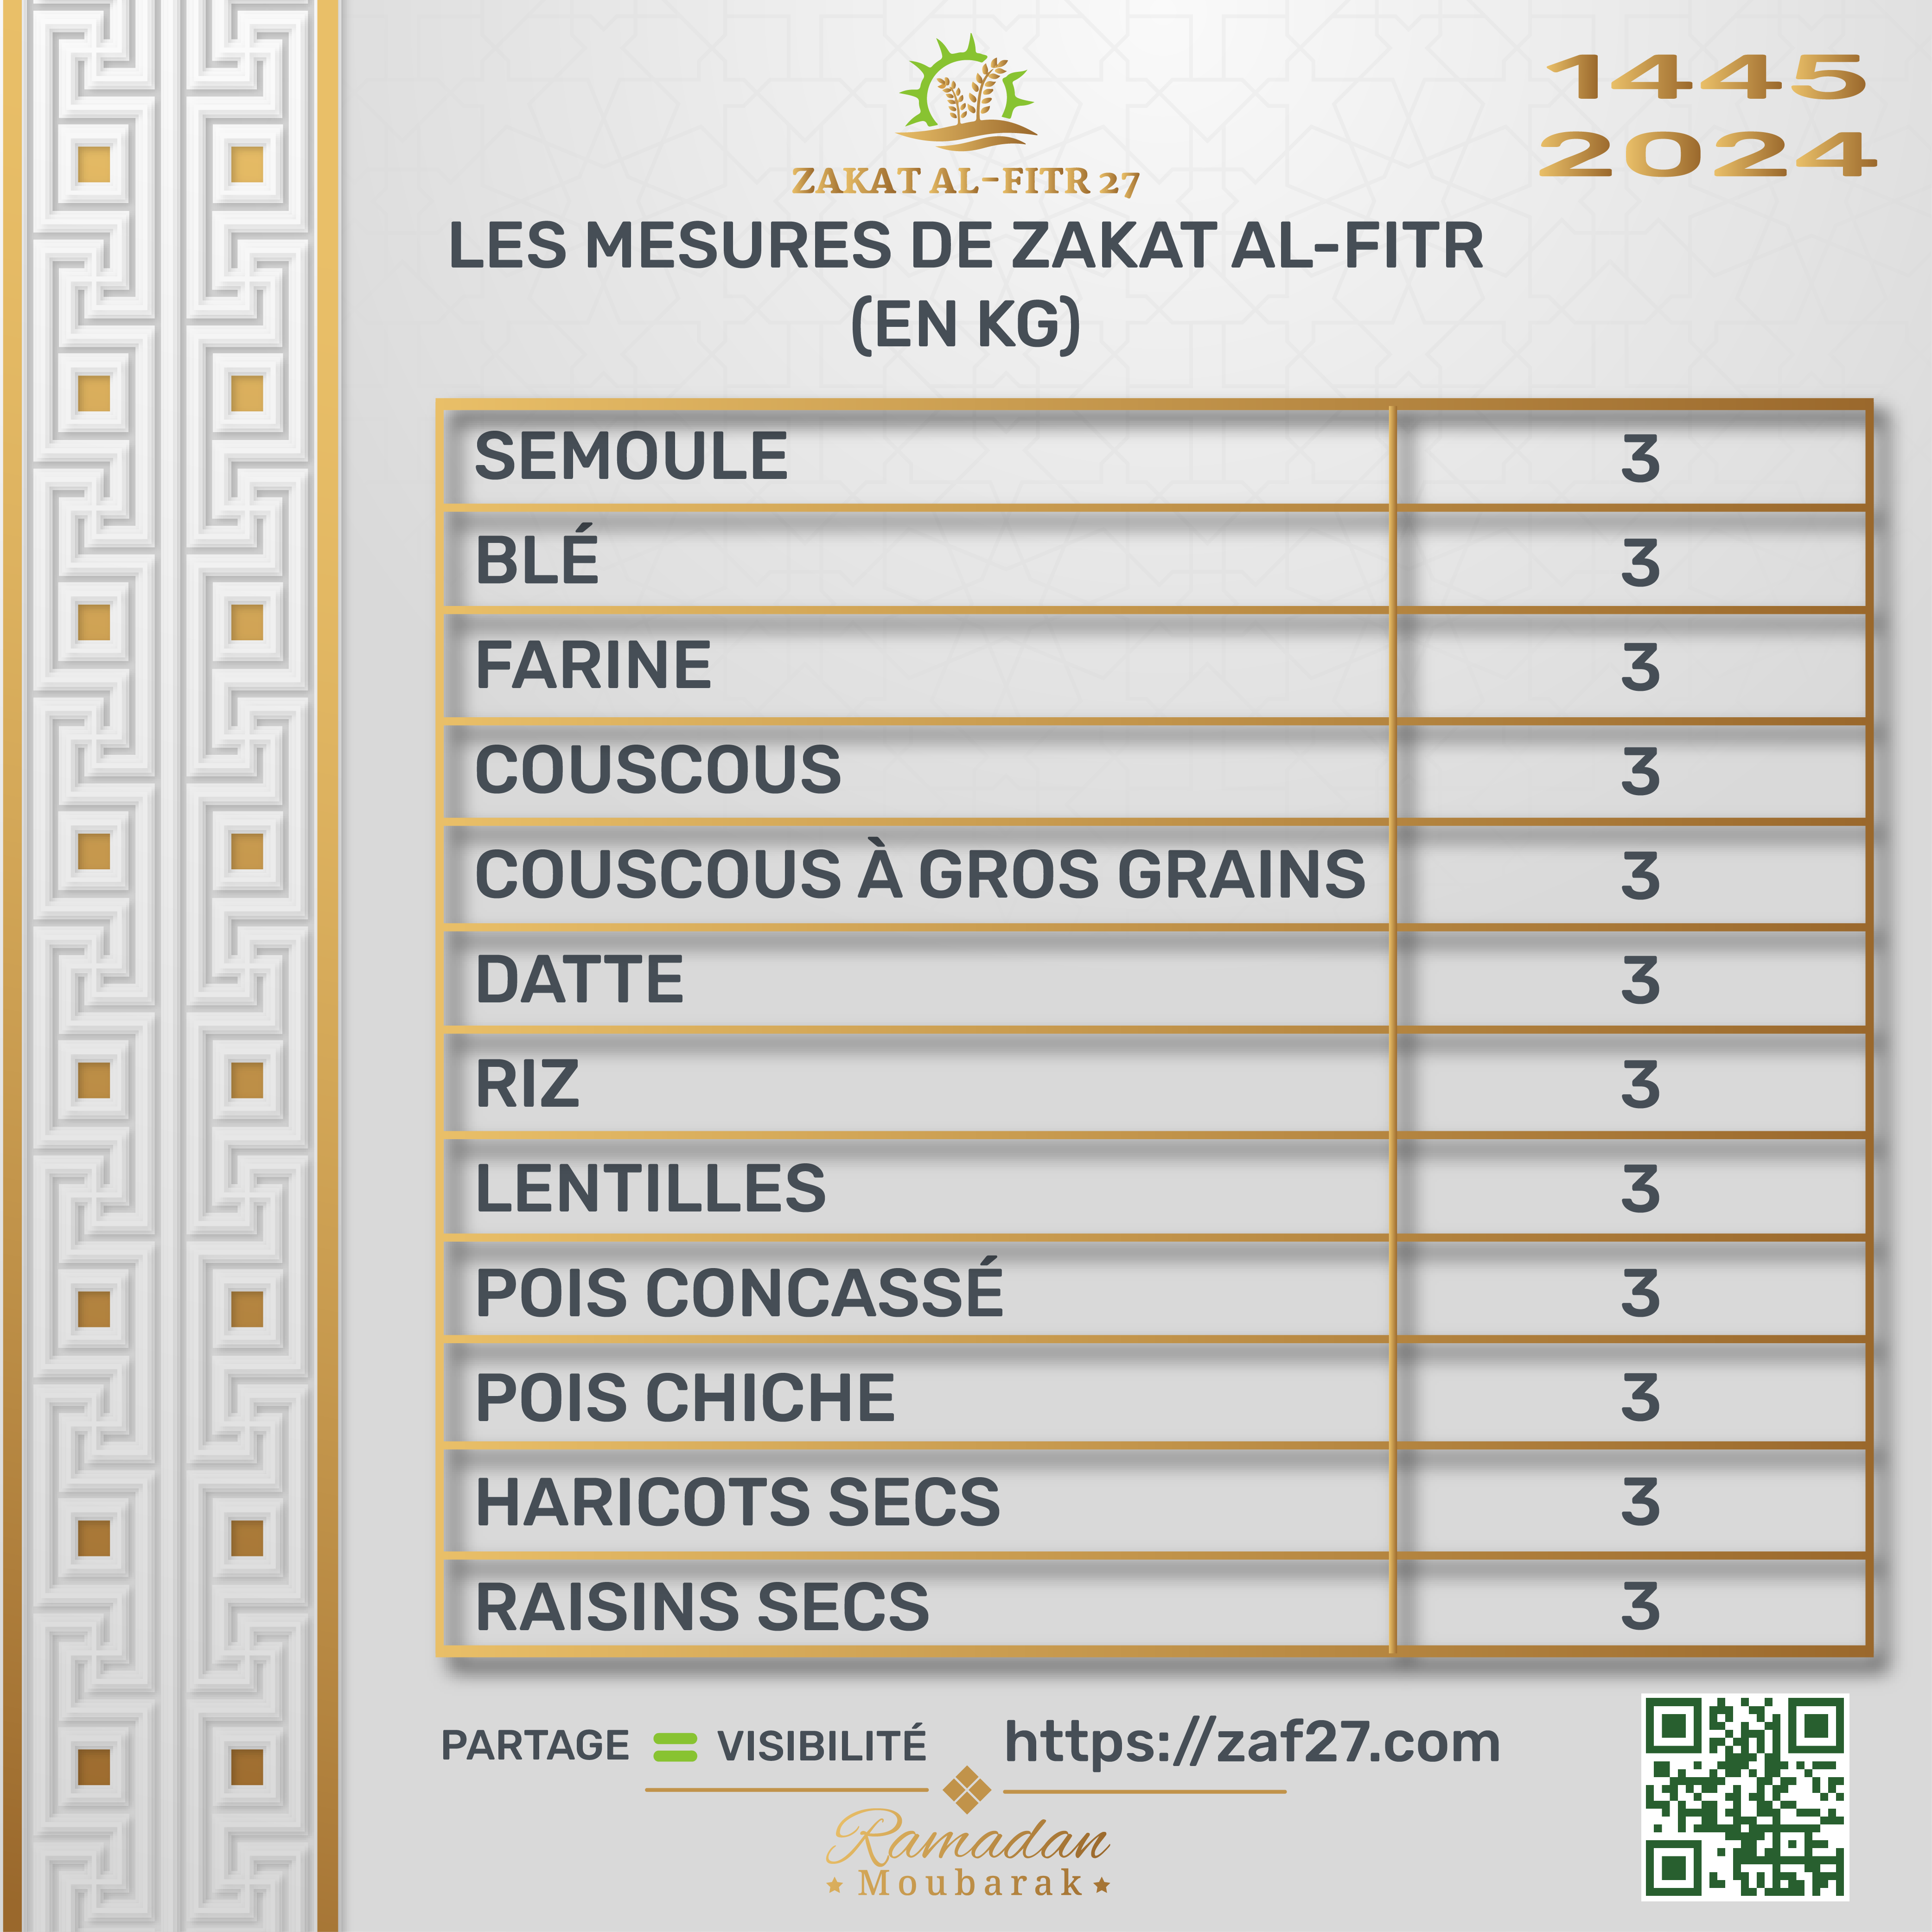 1445
2024
ZAKAT AL-FITR 27
LES MESURES DE ZAKAT AL-FITR
(EN KG)
SEMOULE 3
BLÉ 3
FARINE 3
COUSCOUS 3
COUSCOUS À GROS GRAINS 3
DATTE 3
RIZ 3
LENTILLES 3
POIS CONCASSÉ 3
POIS CHICHE 3
HARICOTS SECS 3
RAISINS SECS 3
PARTAGE = VISIBILITÉ https://zaf27.com
Ramadan
Moubarak